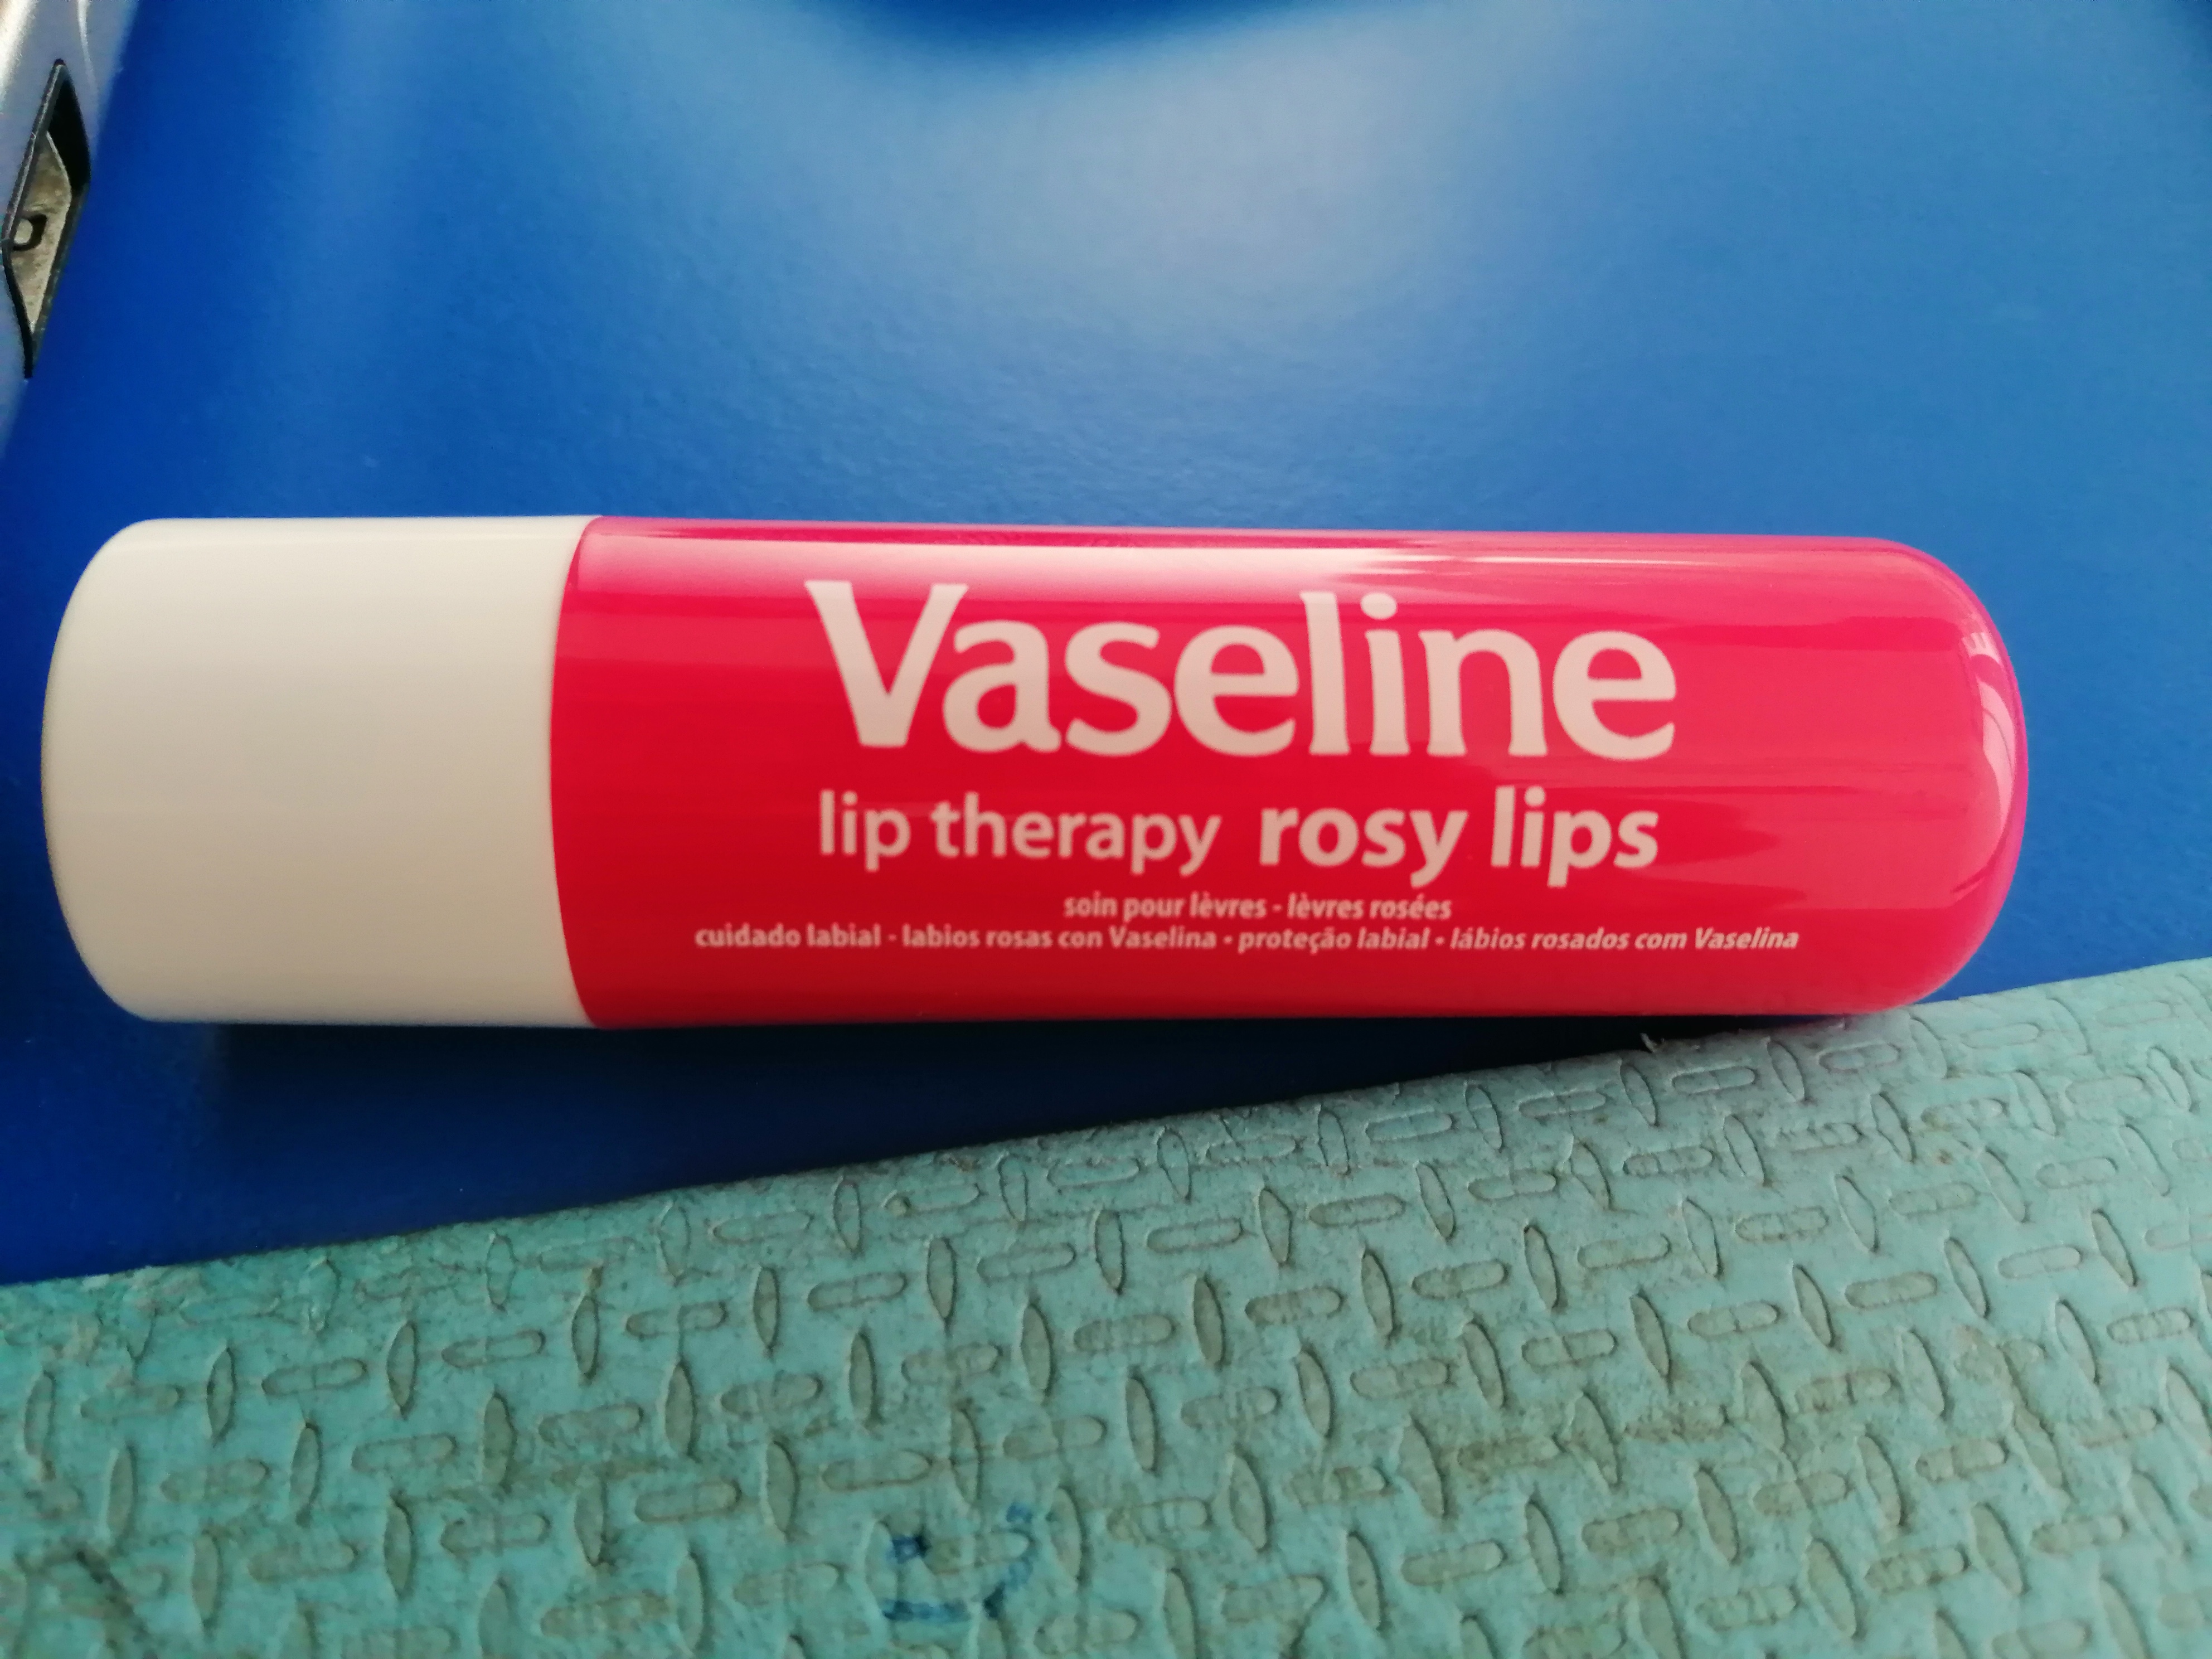 Vaseline
lip therapy rosy lips
soin pour lèvres - lèvres rosées
cuidado labial - labios rosas con Vaselina • proteção labial • lábios rosados com Vaselina